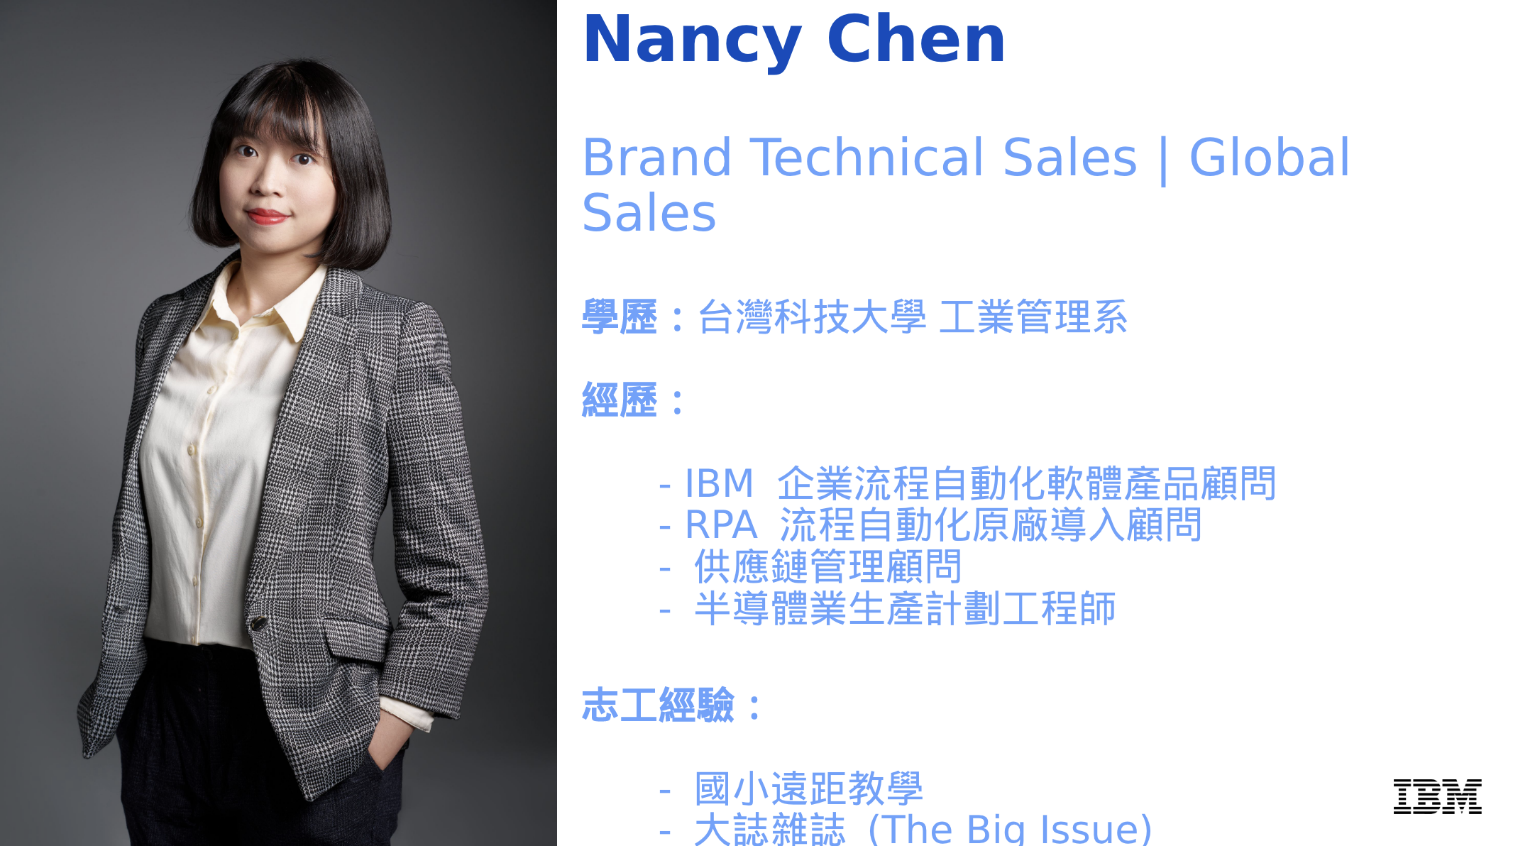 Nancy Chen
Brand Technical Sales | Global
Sales
學歷：台灣科技大學 工業管理系
經歷：
- IBM 企業流程自動化軟體產品顧問
- RPA 流程自動化原廠導入顧問
- 供應鏈管理顧問
- 半導體業生產計劃工程師
志工經驗：
- 國小遠距教學
- 大誌雜誌 (The Big Issue)
IBM